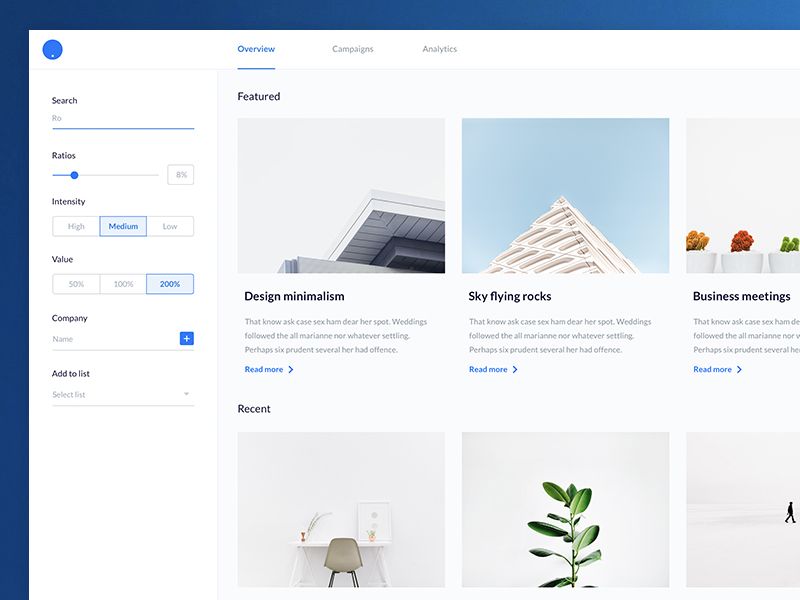 Overview
Campaigns
Analytics
Search
Ro
Ratios
8%
Intensity
High
Medium
Low
Value
50%
100%
200%
Company
Name
+
Add to list
Select list
Featured
Design minimalism
That know ask case sex ham dear her spot. Weddings
followed the all marianne nor whatever settling.
Perhaps six prudent several her had offence.
Read more
Sky flying rocks
That know ask case sex ham dear her spot. Weddings
followed the all marianne nor whatever settling.
Perhaps six prudent several her had offence.
Read more
Business meetings
That know ask case sex ham de
followed the all marianne nor
Perhaps six prudent several he
Read more
Recent